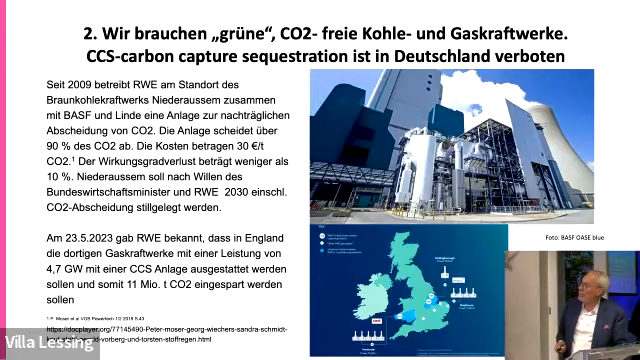 2. Wir brauchen „grüne“, CO2- freie Kohle- und Gaskraftwerke.
CCS-carbon capture sequestration ist in Deutschland verboten
Seit 2009 betreibt RWE am Standort des
Braunkohlekraftwerks Niederaussem zusammen
mit BASF und Linde eine Anlage zur nachträglichen
Abscheidung von CO2. Die Anlage scheidet über
90 % des CO2 ab. Die Kosten betragen 30 €/t
CO2.¹ Der Wirkungsgradverlust beträgt weniger als
10 %. Niederaussem soll nach Willen des
Bundeswirtschaftsminister und RWE 2030 einschl.
CO2-Abscheidung stillgelegt werden.
Am 23.5.2023 gab RWE bekannt, dass in England
die dortigen Gaskraftwerke mit einer Leistung von
4,7 GW mit einer CCS Anlage ausgestattet werden
sollen und somit 11 Mio. t CO2 eingespart werden
sollen
Foto: BASF OASE blue
¹ P. Moser et al VGB Powertech 1/2 2018 S.43
https://docplayer.org/77145490-Peter-moser-georg-wiechers-sandra-schmidt-
vorberg-und-torsten-stoffregen.html
Villa Lessing